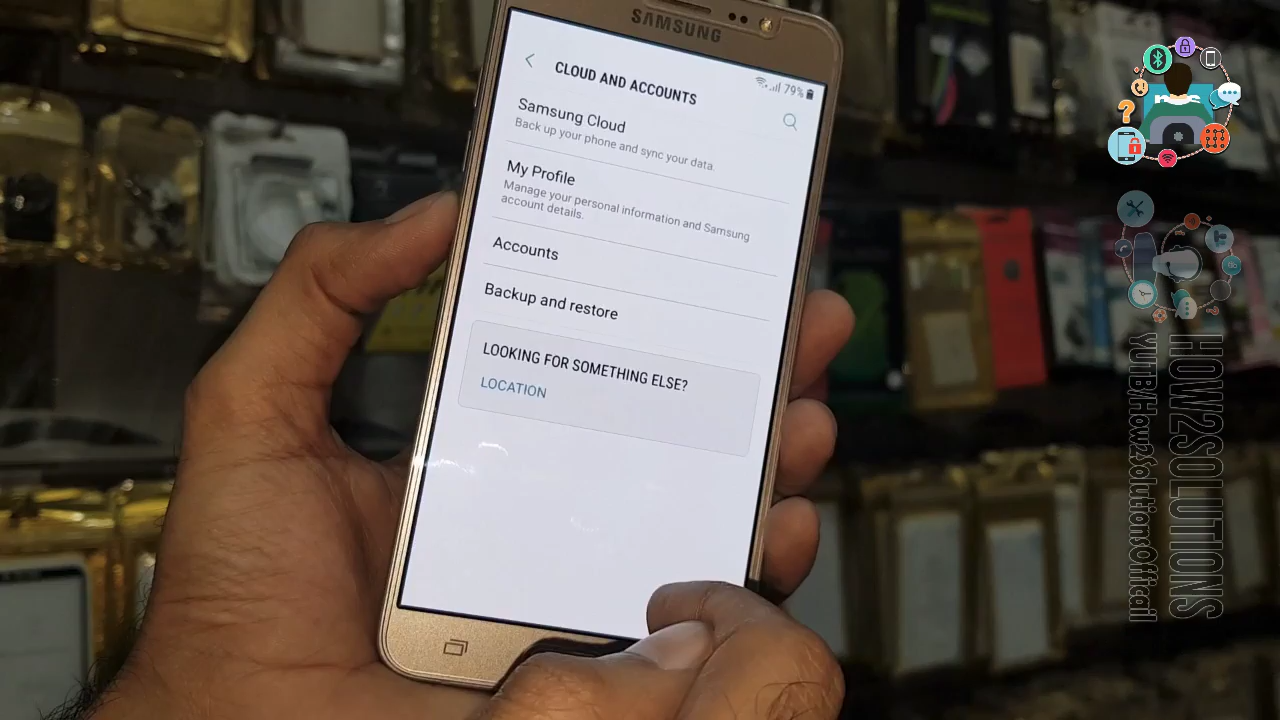 SAMSUNG
79%
CLOUD AND ACCOUNTS
Samsung Cloud
Back up your phone and sync your data.
My Profile
Manage your personal information and Samsung
account details.
Accounts
Backup and restore
LOOKING FOR SOMETHING ELSE?
LOCATION
HOW2SOLUTIONS
YUTB/How2SolutionsOfficail